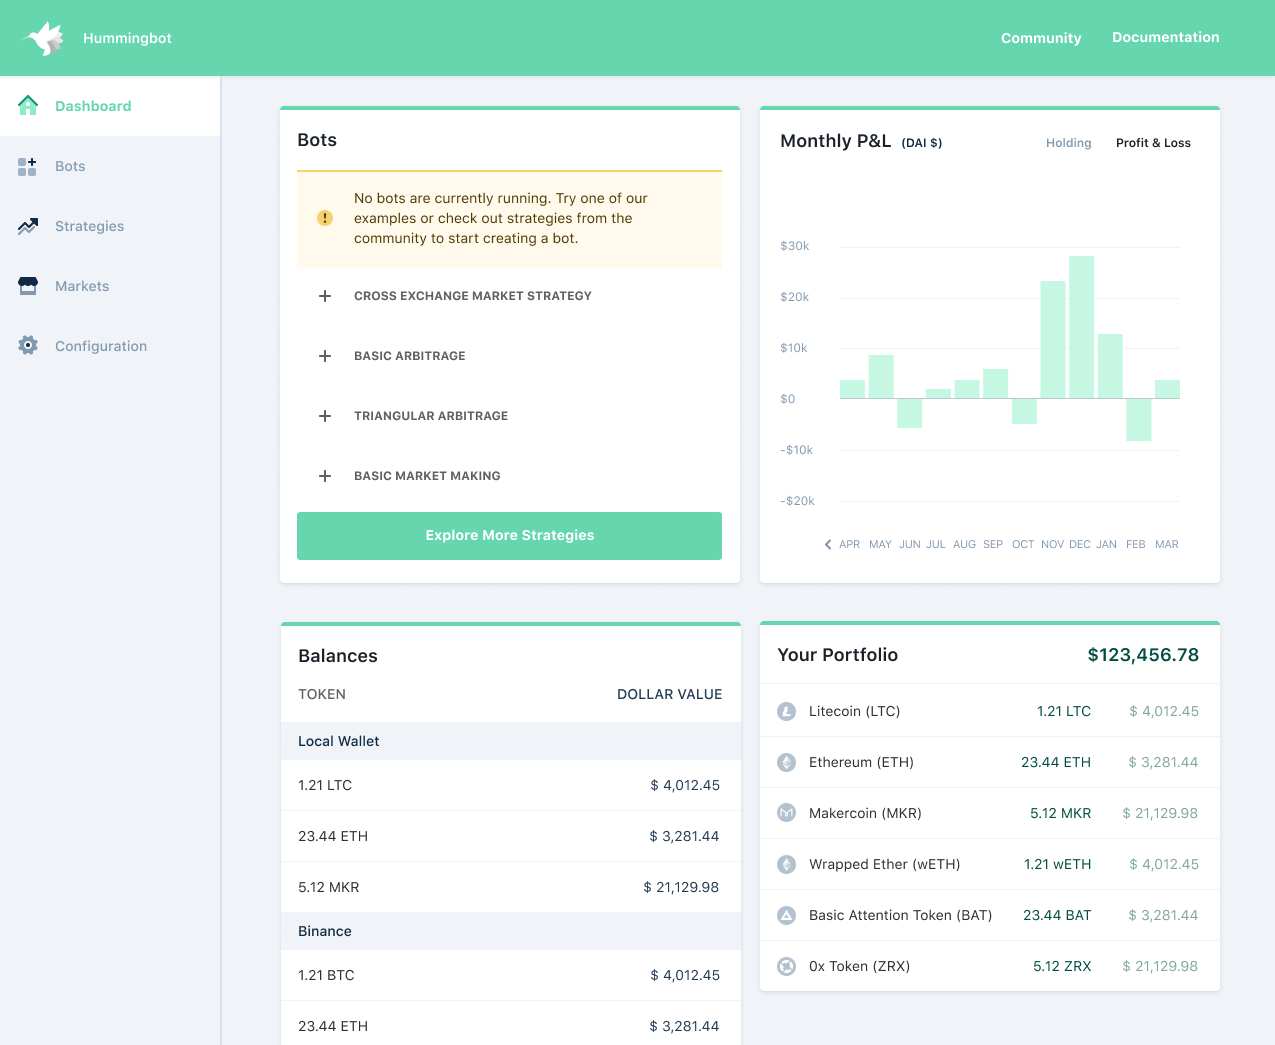 Hummingbot
Community
Documentation
Dashboard
Bots
Strategies
Markets
Configuration
Bots
No bots are currently running. Try one of our
examples or check out strategies from the
community to start creating a bot.
CROSS EXCHANGE MARKET STRATEGY
BASIC ARBITRAGE
TRIANGULAR ARBITRAGE
BASIC MARKET MAKING
Explore More Strategies
Monthly P&L (DAI $)
Holding
Profit & Loss
$30k
$20k
$10k
$0
-$10k
-$20k
APR MAY JUN JUL AUG SEP OCT NOV DEC JAN FEB MAR
Balances
TOKEN DOLLAR VALUE
Local Wallet
1.21 LTC $ 4,012.45
23.44 ETH $ 3,281.44
5.12 MKR $ 21,129.98
Binance
1.21 BTC $ 4,012.45
23.44 ETH $ 3,281.44
Your Portfolio $123,456.78
Litecoin (LTC) 1.21 LTC $ 4,012.45
Ethereum (ETH) 23.44 ETH $ 3,281.44
Makercoin (MKR) 5.12 MKR $ 21,129.98
Wrapped Ether (wETH) 1.21 wETH $ 4,012.45
Basic Attention Token (BAT) 23.44 BAT $ 3,281.44
0x Token (ZRX) 5.12 ZRX $ 21,129.98